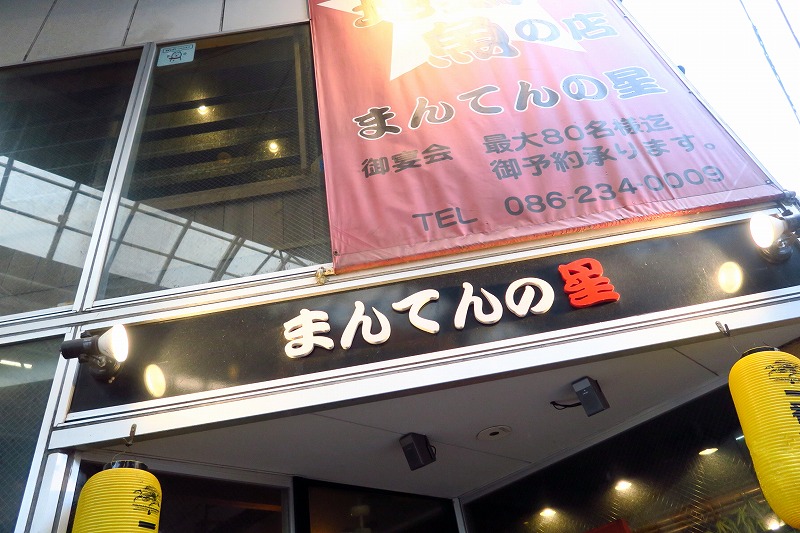 魚の店
まんてんの星
御宴会 最大80名様迄
御予約承ります。
TEL 086-234-0009
まんてんの星